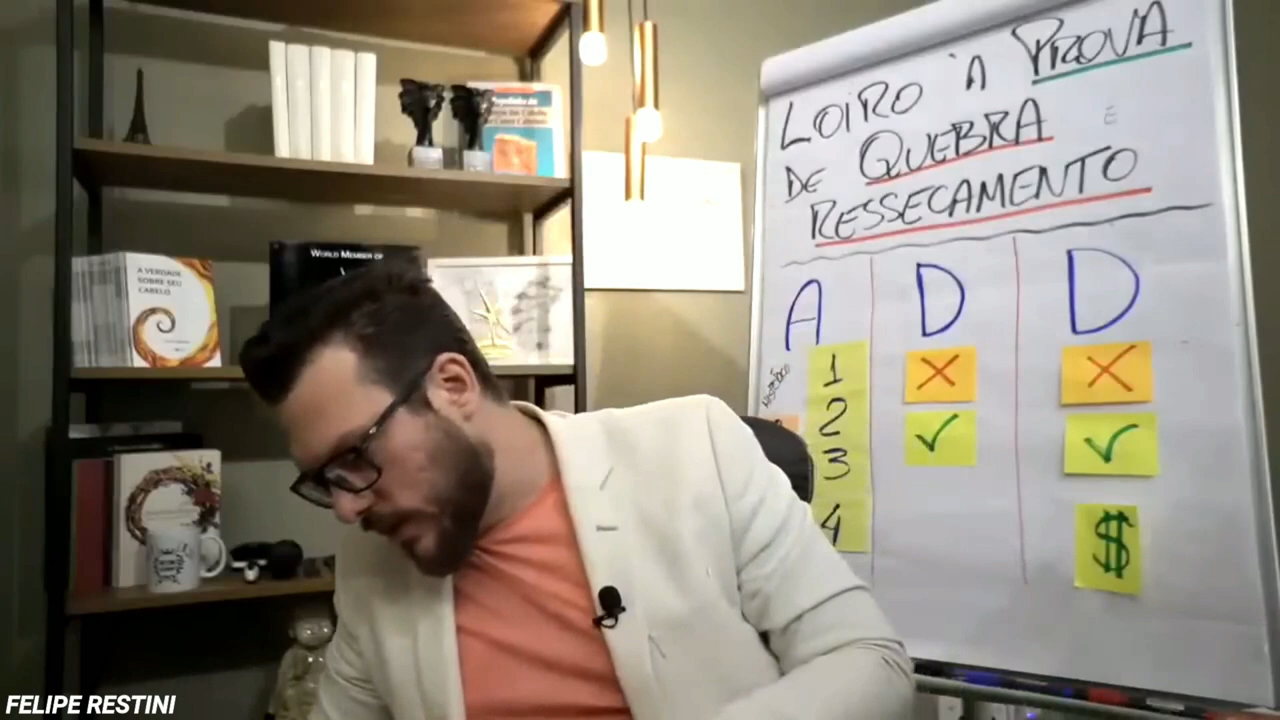 LOIRO À PROVA
DE QUEBRA E
RESSECAMENTO
A D D
1
2
3
4
$
WORLD MEMBER OF
A VERDADE
SOBRE SEU
CABELO
FELIPE RESTINI